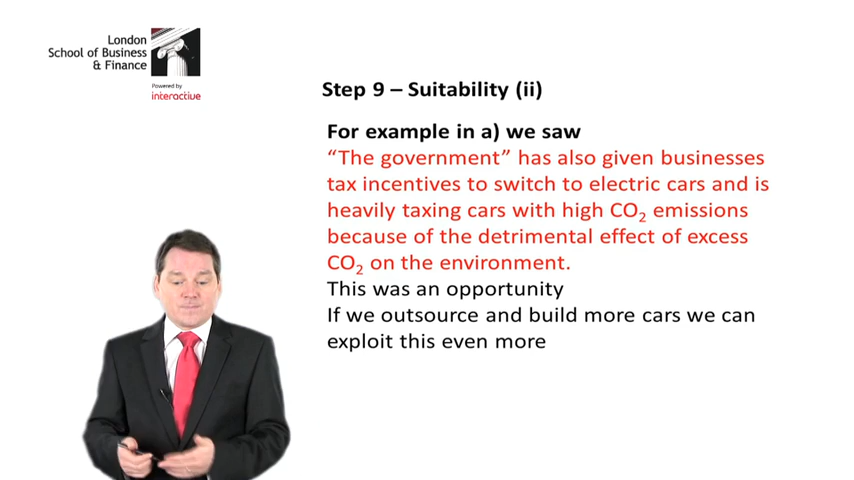 London
School of Business
& Finance
Powered by
interactive
Step 9 – Suitability (ii)
For example in a) we saw
“The government” has also given businesses
tax incentives to switch to electric cars and is
heavily taxing cars with high CO₂ emissions
because of the detrimental effect of excess
CO₂ on the environment.
This was an opportunity
If we outsource and build more cars we can
exploit this even more